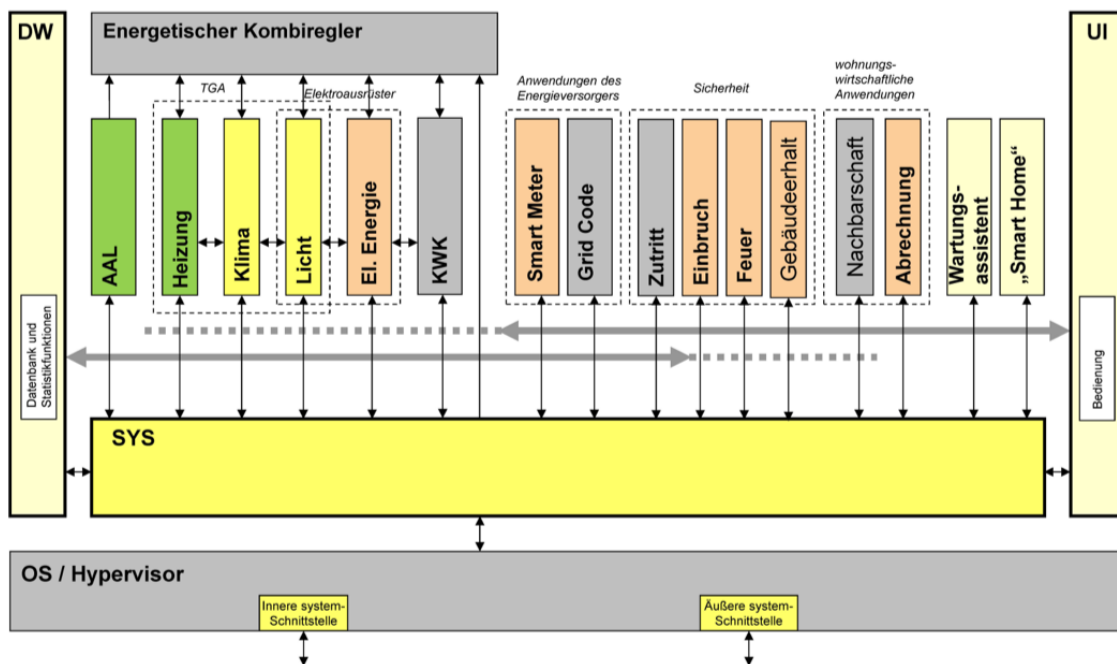 DW
Energetischer Kombiregler
UI
TGA
Elektroausrüster
Anwendungen des
Energieversorgers
Sicherheit
wohnungs-
wirtschaftliche
Anwendungen
AAL
Heizung
Klima
Licht
El. Energie
KWK
Smart Meter
Grid Code
Zutritt
Einbruch
Feuer
Gebäudeerhalt
Nachbarschaft
Abrechnung
Wartungs-
assistent
„Smart Home“
Datenbank und
Statistikfunktionen
Bedienung
SYS
OS / Hypervisor
Innere system-
Schnittstelle
Äußere system-
Schnittstelle